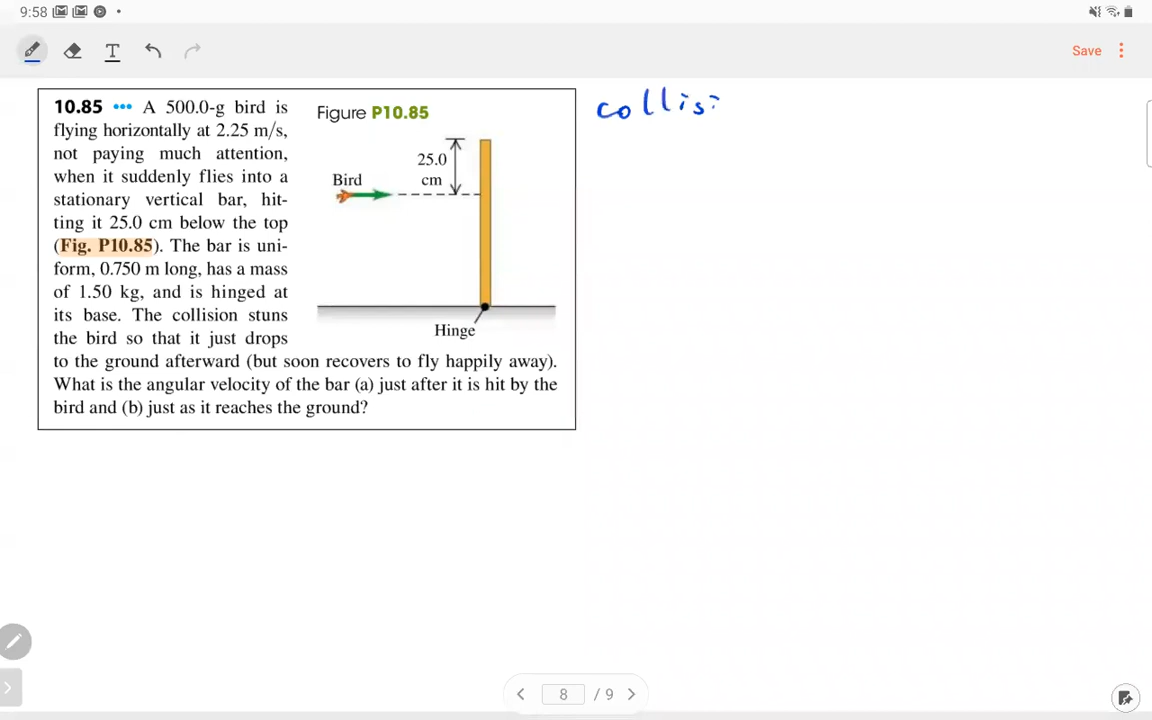 9:58
Save
10.85 ••• A 500.0-g bird is
flying horizontally at 2.25 m/s,
not paying much attention,
when it suddenly flies into a
stationary vertical bar, hit-
ting it 25.0 cm below the top
(Fig. P10.85). The bar is uni-
form, 0.750 m long, has a mass
of 1.50 kg, and is hinged at
its base. The collision stuns
the bird so that it just drops
to the ground afterward (but soon recovers to fly happily away).
What is the angular velocity of the bar (a) just after it is hit by the
bird and (b) just as it reaches the ground?
Figure P10.85
25.0
cm
Bird
Hinge
collisi
8 / 9